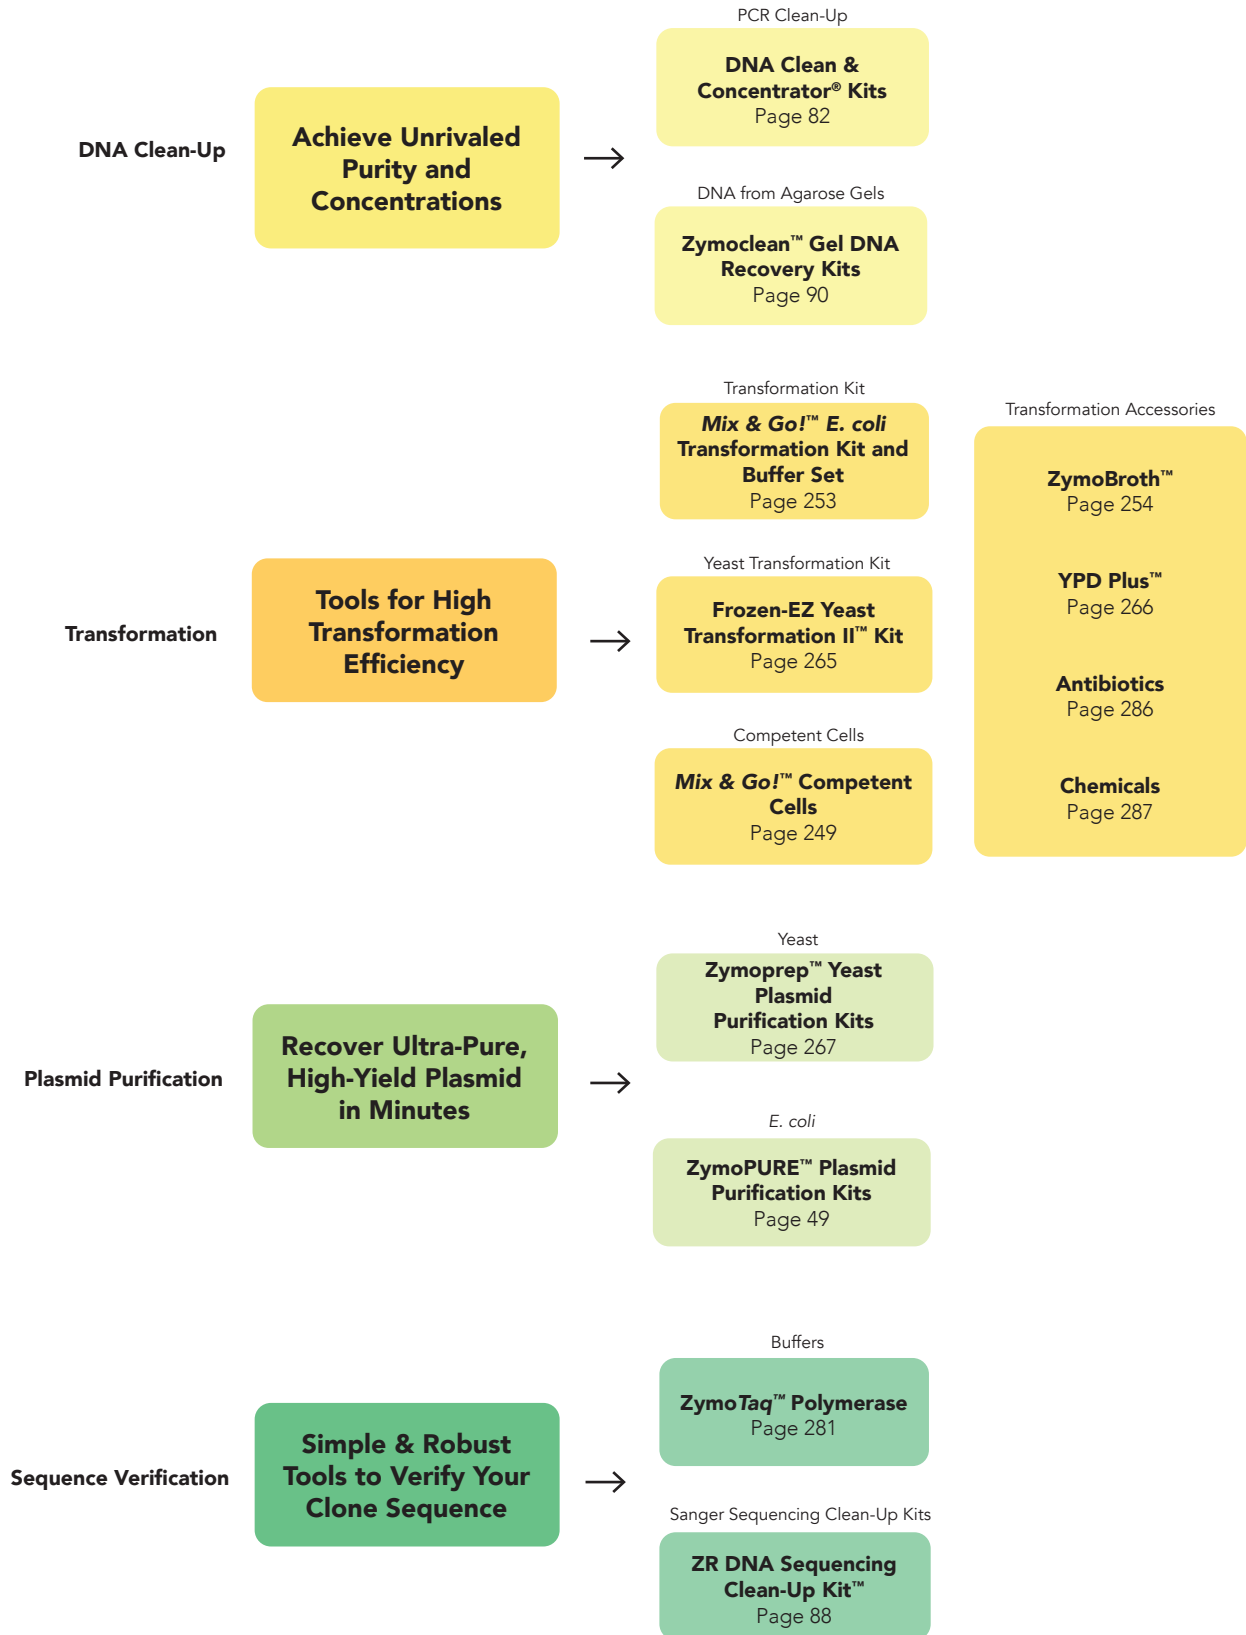 PCR Clean-Up
DNA Clean &
Concentrator® Kits
Page 82
DNA Clean-Up
Achieve Unrivaled
Purity and
Concentrations
→
DNA from Agarose Gels
Zymoclean™ Gel DNA
Recovery Kits
Page 90
Transformation Kit
Mix & Go!™ E. coli
Transformation Kit and
Buffer Set
Page 253
Yeast Transformation Kit
Transformation
Tools for High
Transformation
Efficiency
→
Frozen-EZ Yeast
Transformation II™ Kit
Page 265
Competent Cells
Mix & Go!™ Competent
Cells
Page 249
Transformation Accessories
ZymoBroth™
Page 254
YPD Plus™
Page 266
Antibiotics
Page 286
Chemicals
Page 287
Yeast
Zymoprep™ Yeast
Plasmid
Purification Kits
Page 267
Plasmid Purification
Recover Ultra-Pure,
High-Yield Plasmid
in Minutes
→
E. coli
ZymoPURE™ Plasmid
Purification Kits
Page 49
Buffers
ZymoTaq™ Polymerase
Page 281
Sequence Verification
Simple & Robust
Tools to Verify Your
Clone Sequence
→
Sanger Sequencing Clean-Up Kits
ZR DNA Sequencing
Clean-Up Kit™
Page 88